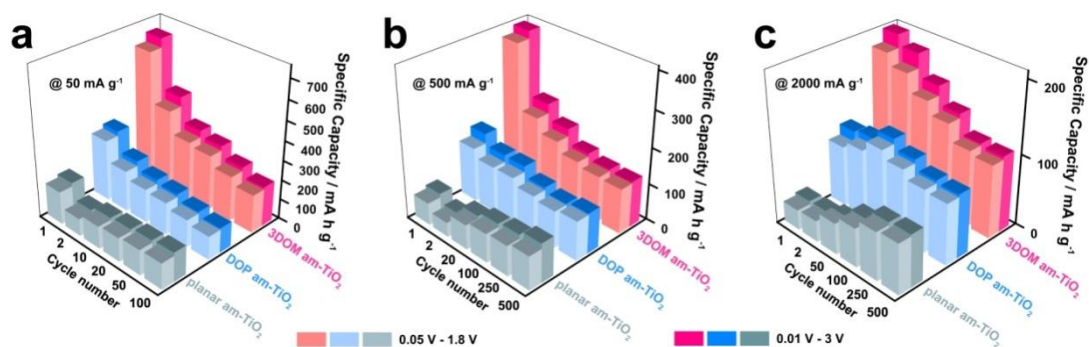 a
@ 50 mA g⁻¹
Specific Capacity / mA h g⁻¹
700
600
500
400
300
200
100
0
1
2
10
20
50
100
Cycle number
planar am-TiO₂
DOP am-TiO₂
3DOM am-TiO₂
b
@ 500 mA g⁻¹
Specific Capacity / mA h g⁻¹
400
300
200
100
0
1
2
20
100
250
500
Cycle number
planar am-TiO₂
DOP am-TiO₂
3DOM am-TiO₂
c
@ 2000 mA g⁻¹
Specific Capacity / mA h g⁻¹
200
100
0
1
2
50
100
250
500
Cycle number
planar am-TiO₂
DOP am-TiO₂
3DOM am-TiO₂
0.05 V - 1.8 V
0.01 V - 3 V